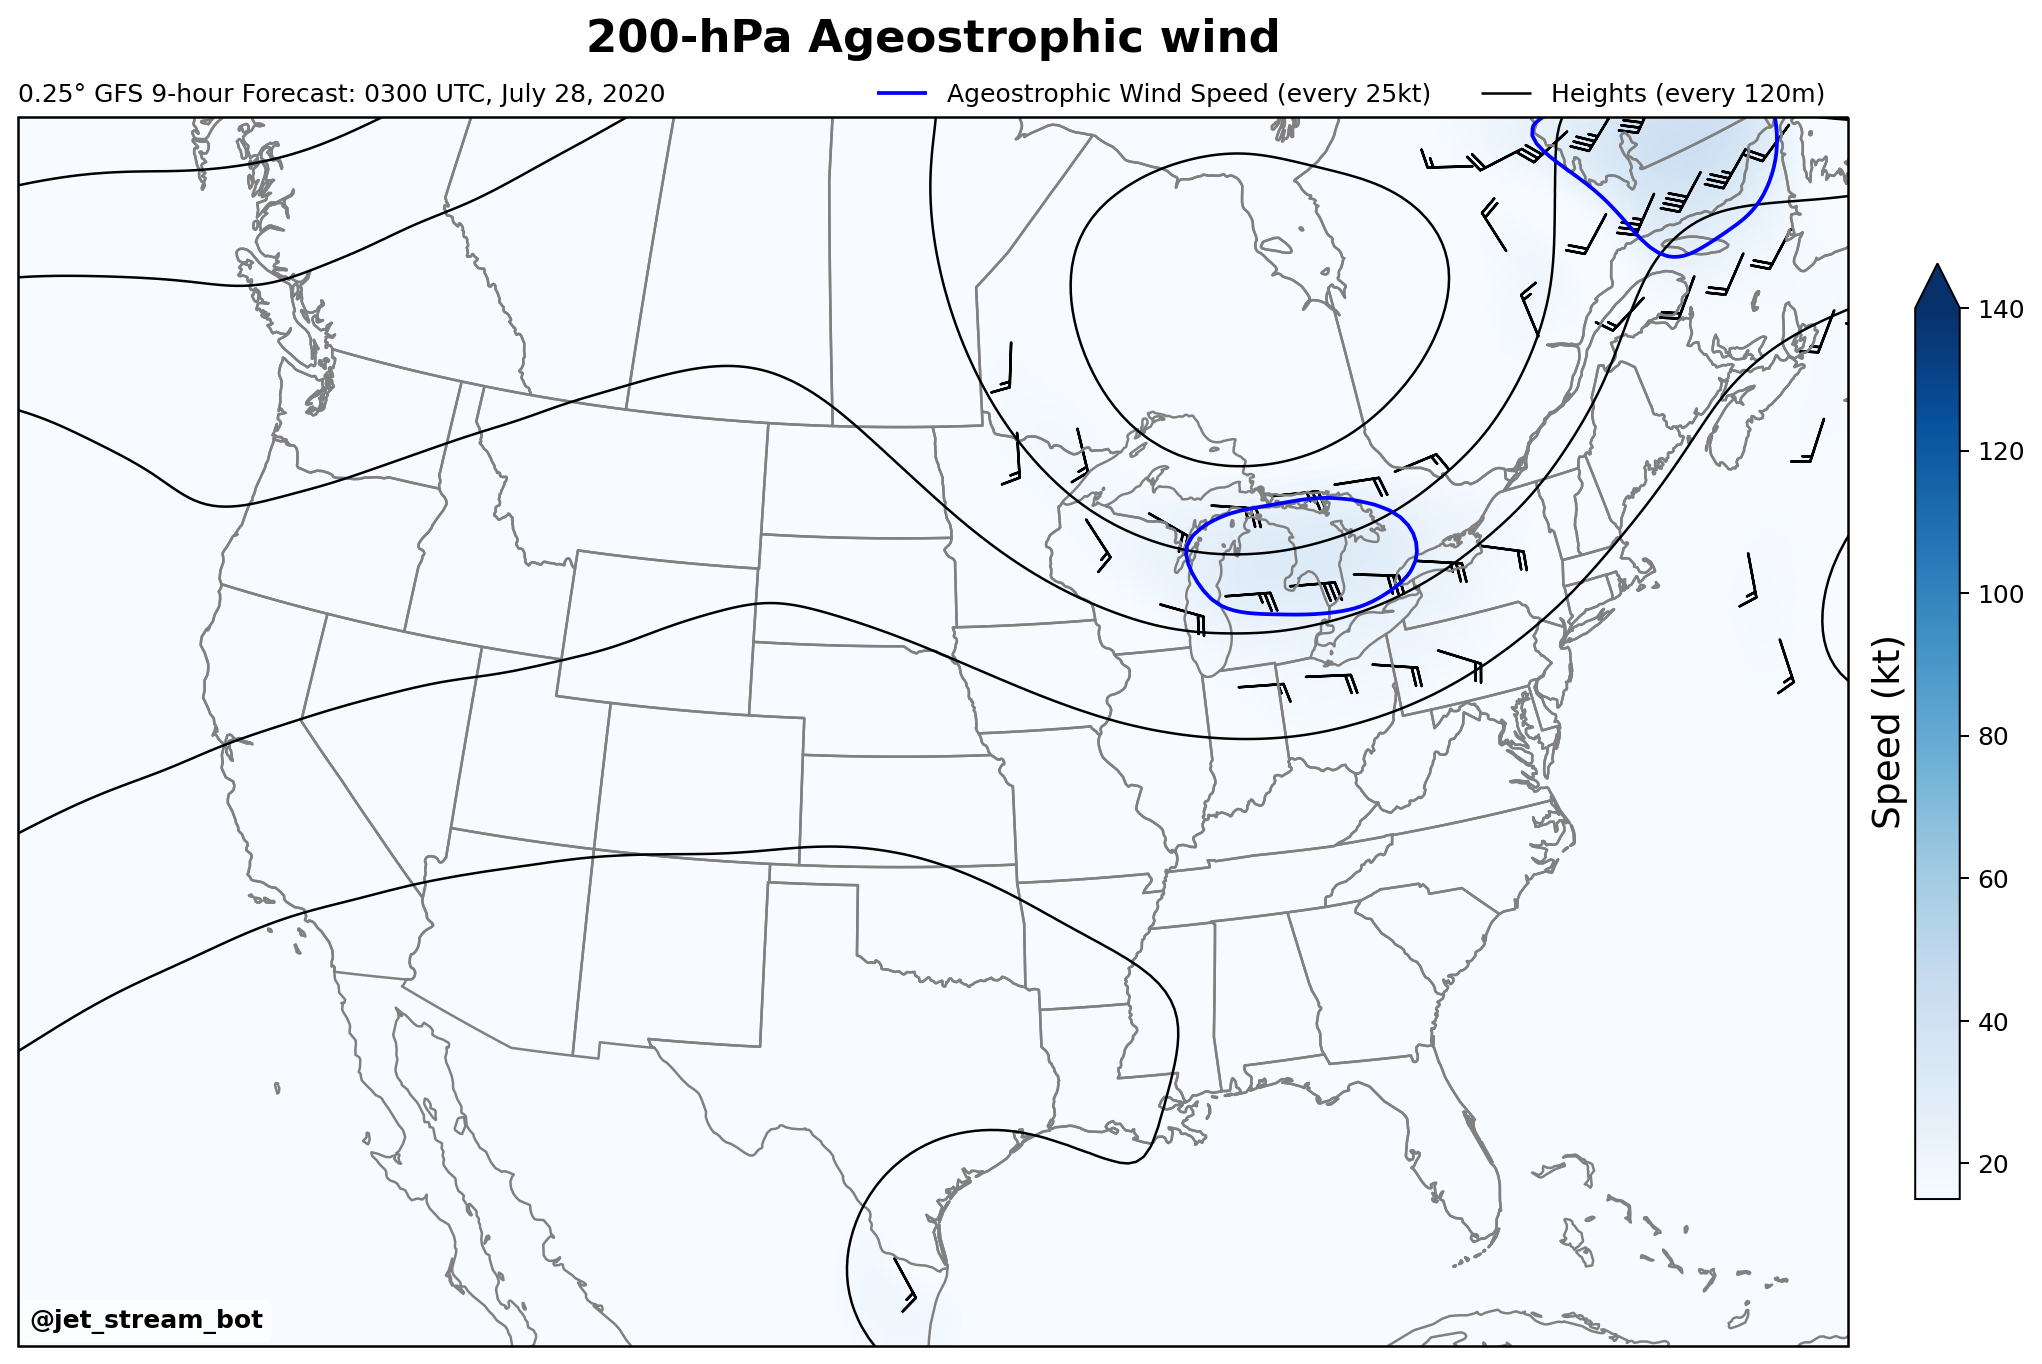 200-hPa Ageostrophic wind
0.25° GFS 9-hour Forecast: 0300 UTC, July 28, 2020
Ageostrophic Wind Speed (every 25kt)
Heights (every 120m)
140
120
100
80
60
40
20
Speed (kt)
@jet_stream_bot